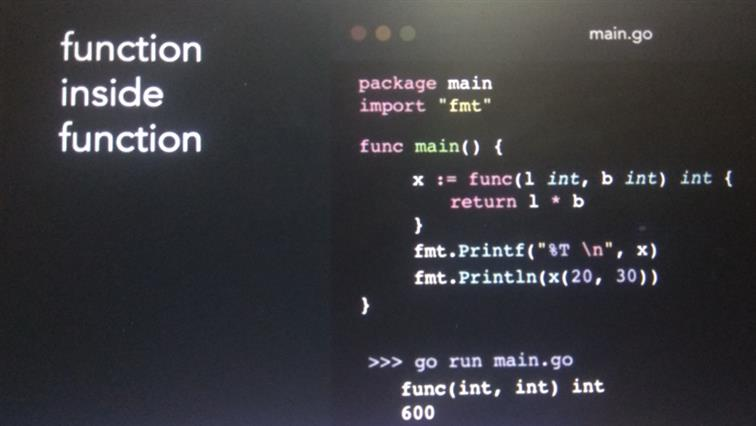 function
inside
function
main.go
package main
import "fmt"
func main() {
x := func(l int, b int) int {
return l * b
}
fmt.Printf("%T \n", x)
fmt.Println(x(20, 30))
}
>>> go run main.go
func(int, int) int
600